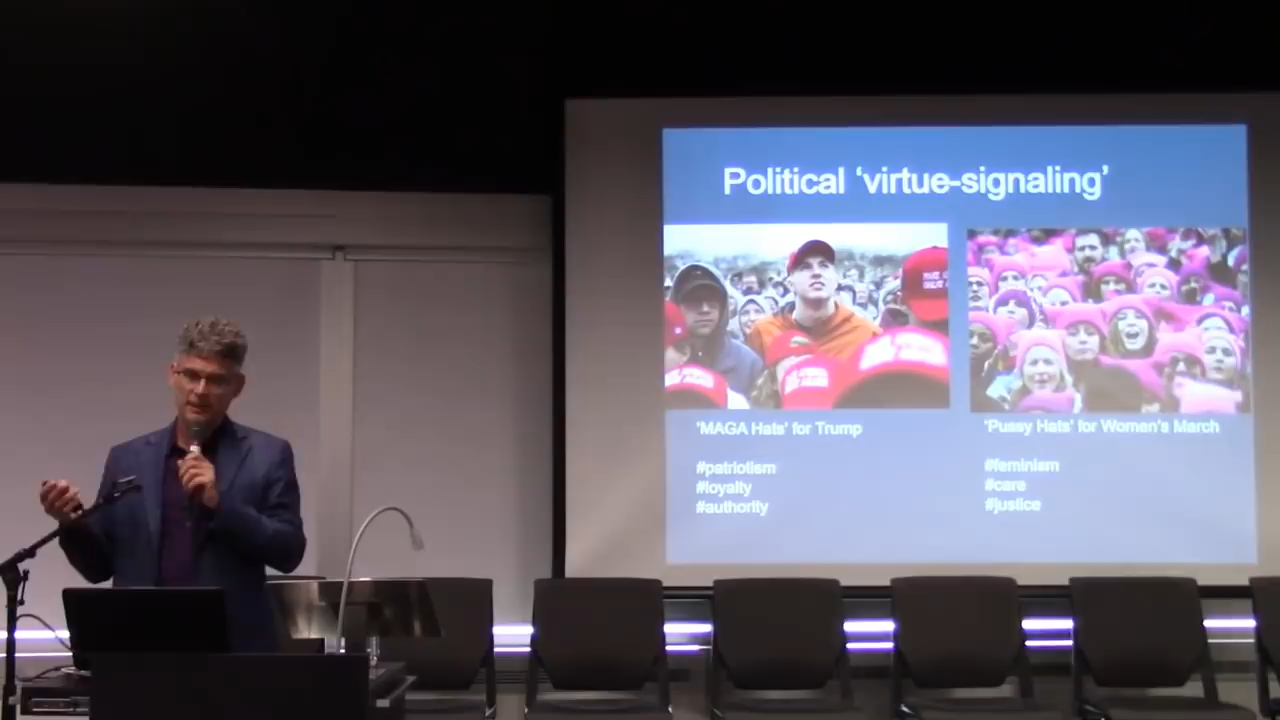 Political ‘virtue-signaling’
‘MAGA Hats’ for Trump
#patriotism
#loyalty
#authority
‘Pussy Hats’ for Women’s March
#feminism
#care
#justice